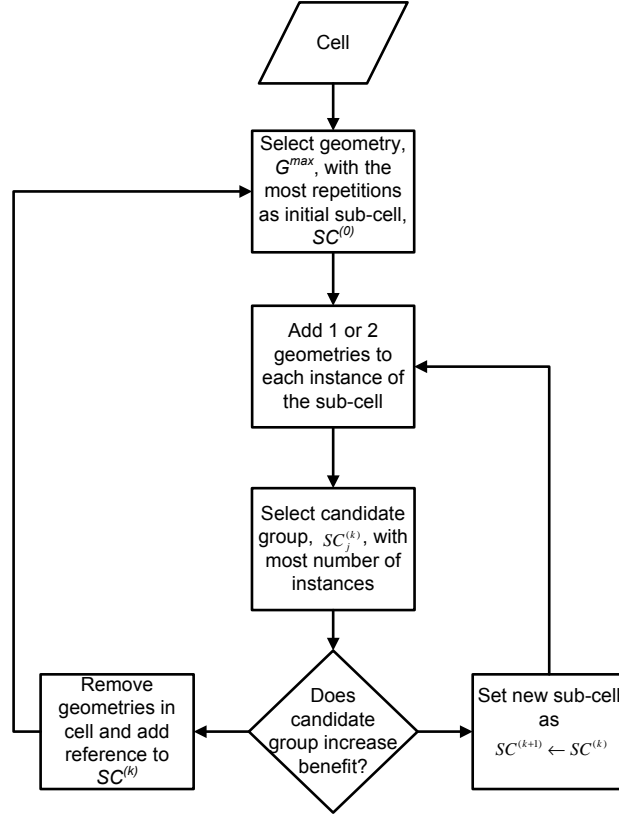 Cell
Select geometry,
G^max, with the
most repetitions
as initial sub-cell,
SC^(0)
Add 1 or 2
geometries to
each instance of
the sub-cell
Select candidate
group, SC_j^(k), with
most number of
instances
Does
candidate
group increase
benefit?
Remove
geometries in
cell and add
reference to
SC^(k)
Set new sub-cell
as
SC^(k+1) ← SC^(k)